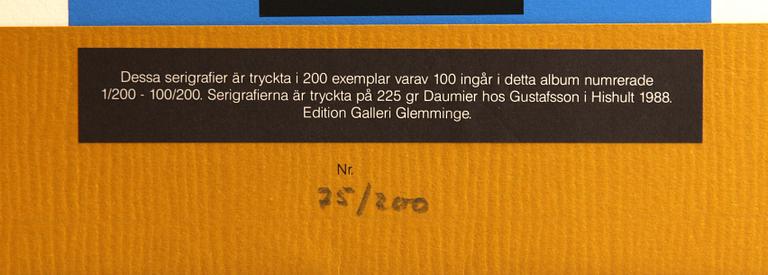 Dessa serigrafier är tryckta i 200 exemplar varav 100 ingår i detta album numrerade
1/200 - 100/200. Serigrafierna är tryckta på 225 gr Daumier hos Gustafsson i Hishult 1988.
Edition Galleri Glemminge.
Nr.
75/200